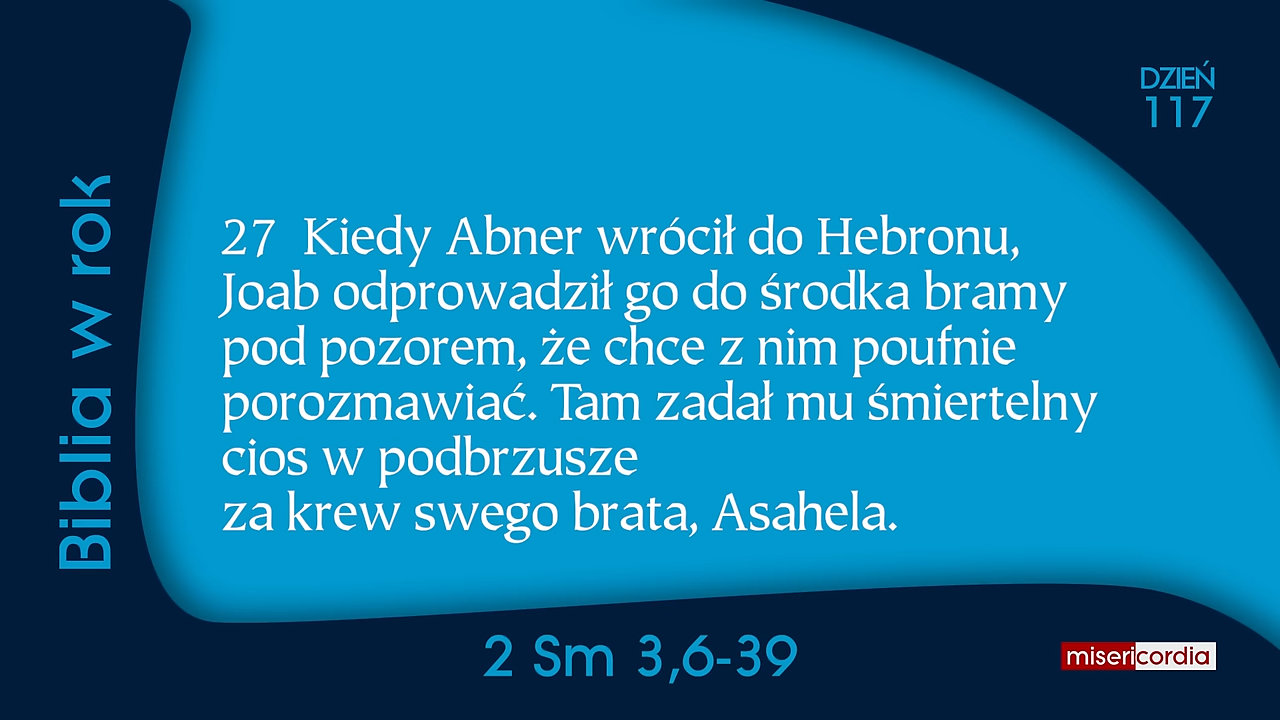 DZIEŃ
117
Biblia w rok
27 Kiedy Abner wrócił do Hebronu,
Joab odprowadził go do środka bramy
pod pozorem, że chce z nim poufnie
porozmawiać. Tam zadał mu śmiertelny
cios w podbrzusze
za krew swego brata, Asahela.
2 Sm 3,6-39
misericordia